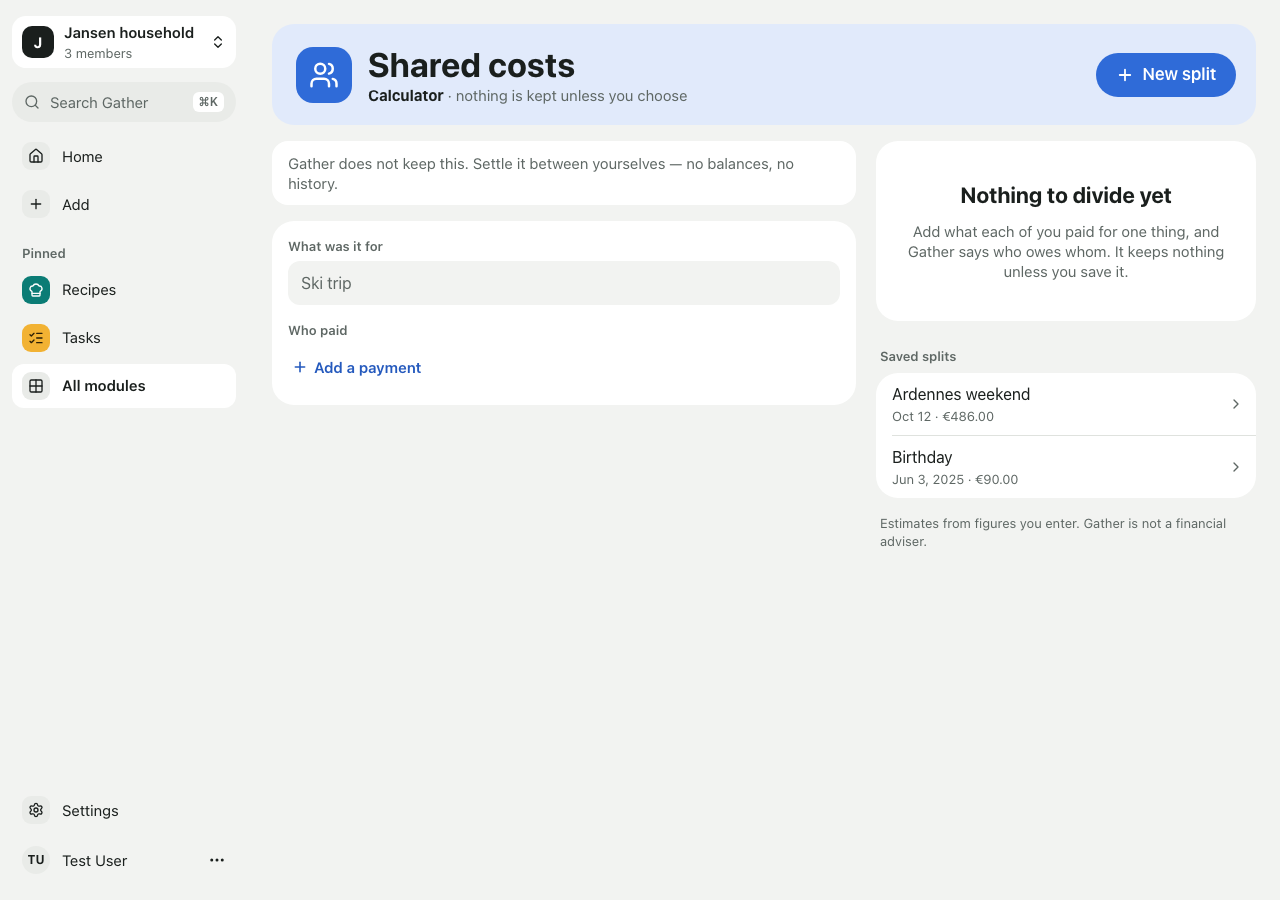 J
Jansen household
3 members
Search Gather
⌘K
Home
Add
Pinned
Recipes
Tasks
All modules
Settings
TU
Test User
Shared costs
Calculator · nothing is kept unless you choose
New split
Gather does not keep this. Settle it between yourselves — no balances, no
history.
What was it for
Ski trip
Who paid
Add a payment
Nothing to divide yet
Add what each of you paid for one thing, and
Gather says who owes whom. It keeps nothing
unless you save it.
Saved splits
Ardennes weekend
Oct 12 · €486.00
Birthday
Jun 3, 2025 · €90.00
Estimates from figures you enter. Gather is not a financial
adviser.